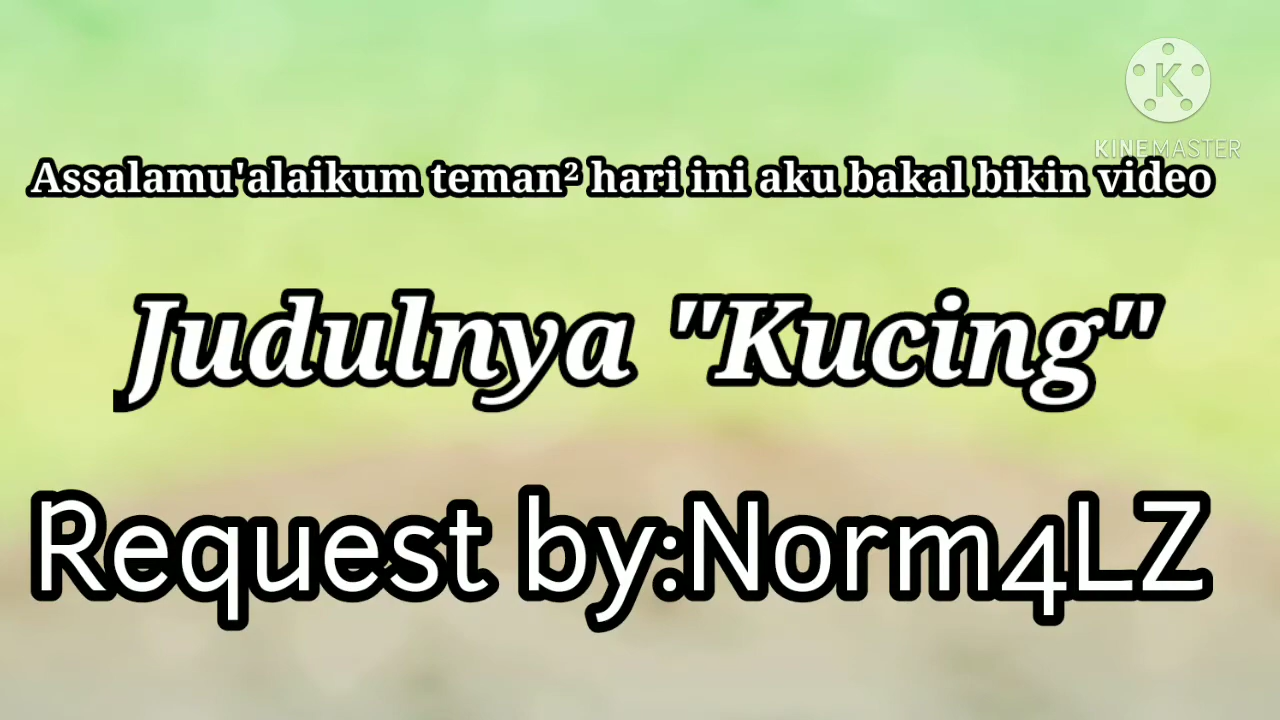 K
KINEMASTER
Assalamu'alaikum teman² hari ini aku bakal bikin video
Judulnya "Kucing"
Request by:Norm4LZ